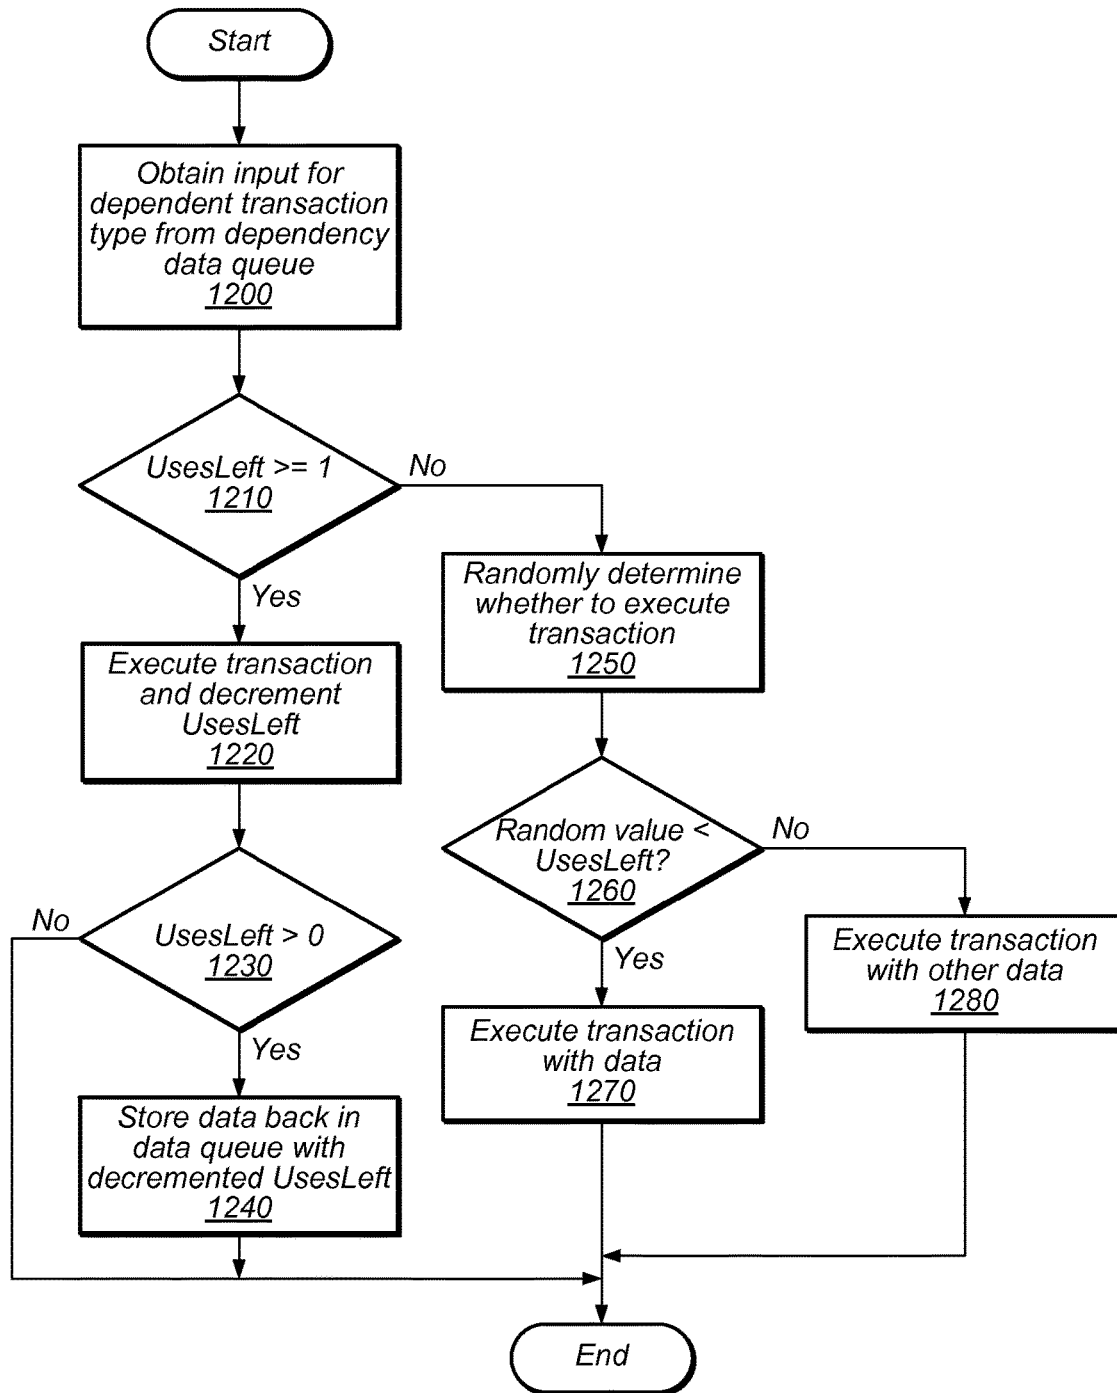 Start
Obtain input for
dependent transaction
type from dependency
data queue
1200
UsesLeft >= 1
1210
No
Yes
Randomly determine
whether to execute
transaction
1250
Execute transaction
and decrement
UsesLeft
1220
Random value <
UsesLeft?
1260
No
Yes
UsesLeft > 0
1230
No
Yes
Execute transaction
with other data
1280
Execute transaction
with data
1270
Store data back in
data queue with
decremented UsesLeft
1240
End